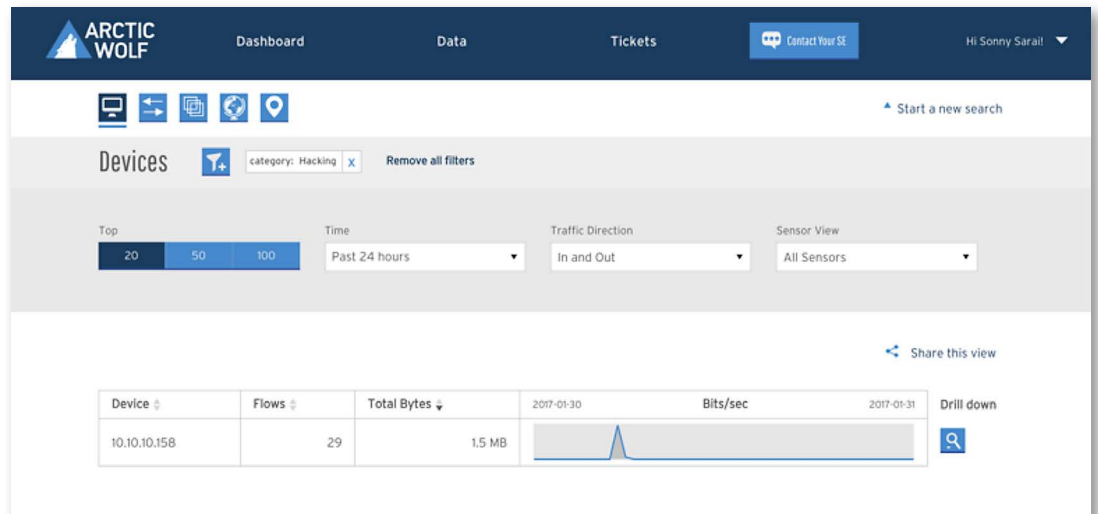 ARCTIC
WOLF
Dashboard
Data
Tickets
Contact Your SE
Hi Sonny Sarai!
Start a new search
Devices
category: Hacking x
Remove all filters
Top
Time
Traffic Direction
Sensor View
20 50 100
Past 24 hours
In and Out
All Sensors
Share this view
Device Flows Total Bytes 2017-01-30 Bits/sec 2017-01-31 Drill down
10.10.10.158 29 1.5 MB